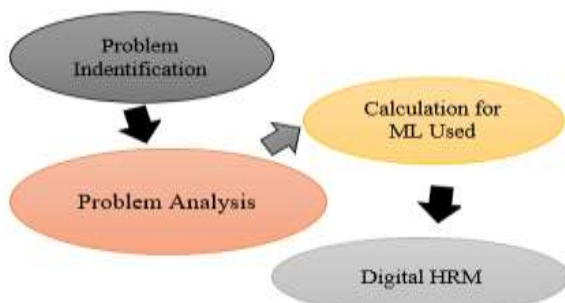 Problem
Indentification
Problem Analysis
Calculation for
ML Used
Digital HRM